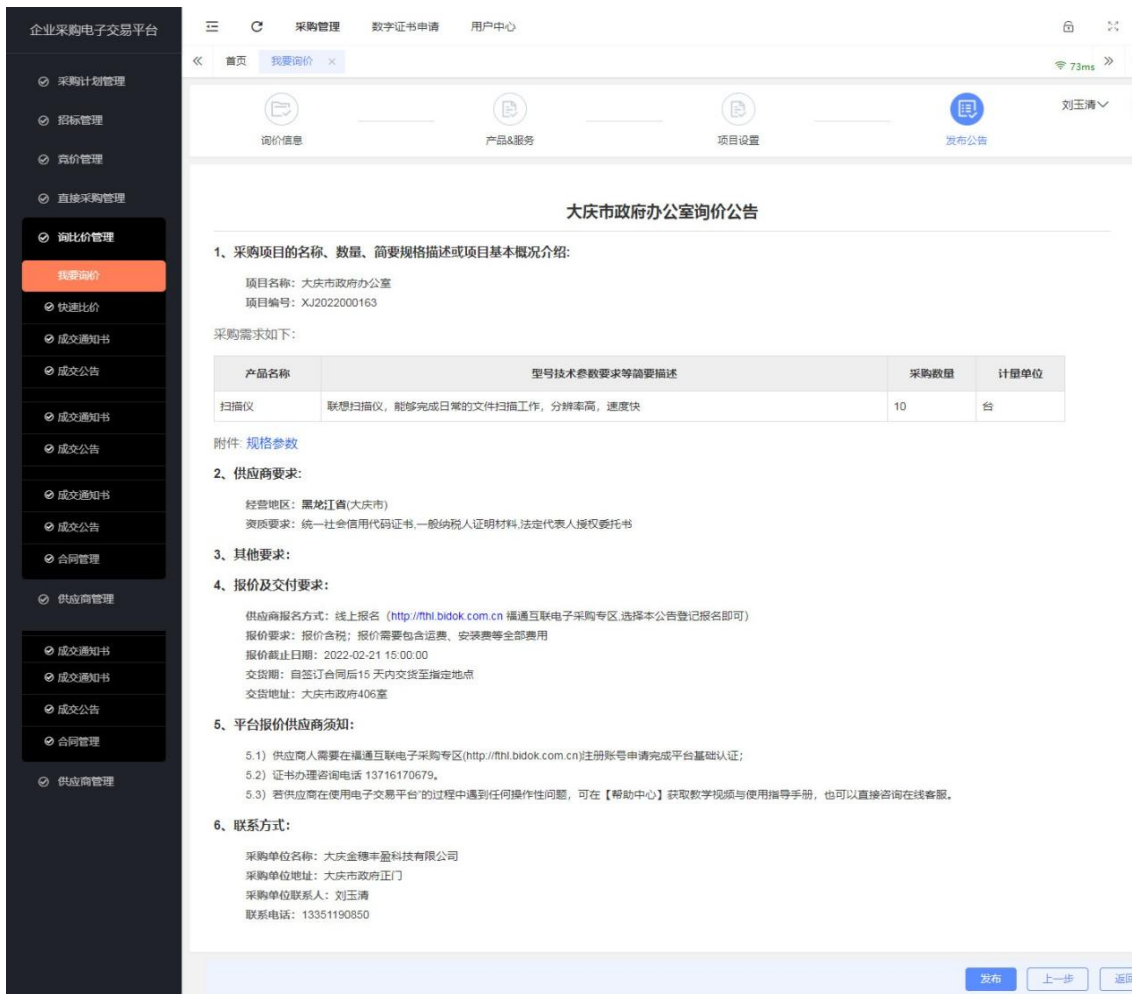 企业采购电子交易平台
采购管理 数字证书申请 用户中心
首页 我要询价 ×
73ms
采购计划管理
招标管理
竞价管理
直接采购管理
询比价管理
我要询价
快速比价
成交通知书
成交公告
成交通知书
成交公告
成交通知书
成交公告
合同管理
供应商管理
成交通知书
成交通知书
成交公告
合同管理
供应商管理
询价信息 产品&服务 项目设置 发布公告
刘玉清
大庆市政府办公室询价公告
1、采购项目的名称、数量、简要规格描述或项目基本概况介绍:
项目名称：大庆市政府办公室
项目编号：XJ2022000163
采购需求如下：
产品名称 型号技术参数要求等简要描述 采购数量 计量单位
扫描仪 联想扫描仪，能够完成日常的文件扫描工作，分辨率高，速度快 10 台
附件: 规格参数
2、供应商要求:
经营地区：黑龙江省(大庆市)
资质要求：统一社会信用代码证书,一般纳税人证明材料,法定代表人授权委托书
3、其他要求：
4、报价及交付要求：
供应商报名方式：线上报名（http://fthl.bidok.com.cn 福通互联电子采购专区,选择本公告登记报名即可）
报价要求：报价含税；报价需要包含运费、安装费等全部费用
报价截止日期：2022-02-21 15:00:00
交货期：自签订合同后15 天内交货至指定地点
交货地址：大庆市政府406室
5、平台报价供应商须知：
5.1）供应商人需要在福通互联电子采购专区(http://fthl.bidok.com.cn)注册账号申请完成平台基础认证；
5.2）证书办理咨询电话 13716170679。
5.3）若供应商在使用电子交易平台"的过程中遇到任何操作性问题，可在【帮助中心】获取教学视频与使用指导手册，也可以直接咨询在线客服。
6、联系方式：
采购单位名称：大庆金穗丰盈科技有限公司
采购单位地址：大庆市政府正门
采购单位联系人：刘玉清
联系电话：13351190850
发布 上一步 返回